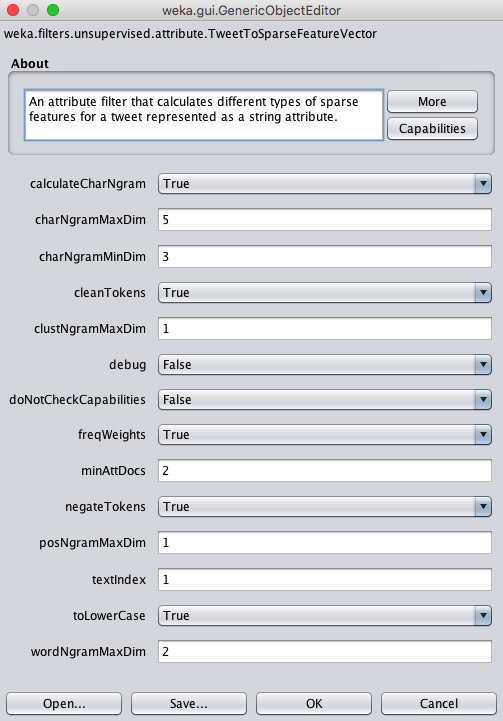 weka.gui.GenericObjectEditor
weka.filters.unsupervised.attribute.TweetToSparseFeatureVector
About
An attribute filter that calculates different types of sparse
features for a tweet represented as a string attribute.
More
Capabilities
calculateCharNgram True
charNgramMaxDim 5
charNgramMinDim 3
cleanTokens True
clustNgramMaxDim 1
debug False
doNotCheckCapabilities False
freqWeights True
minAttDocs 2
negateTokens True
posNgramMaxDim 1
textIndex 1
toLowerCase True
wordNgramMaxDim 2
Open... Save... OK Cancel